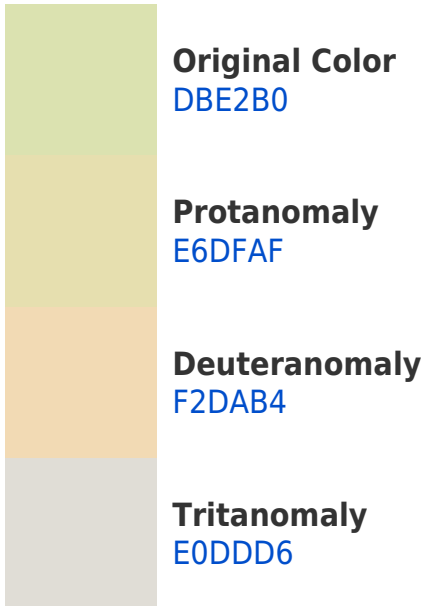 Original Color
DBE2B0
Protanomaly
E6DFAF
Deuteranomaly
F2DAB4
Tritanomaly
E0DDD6